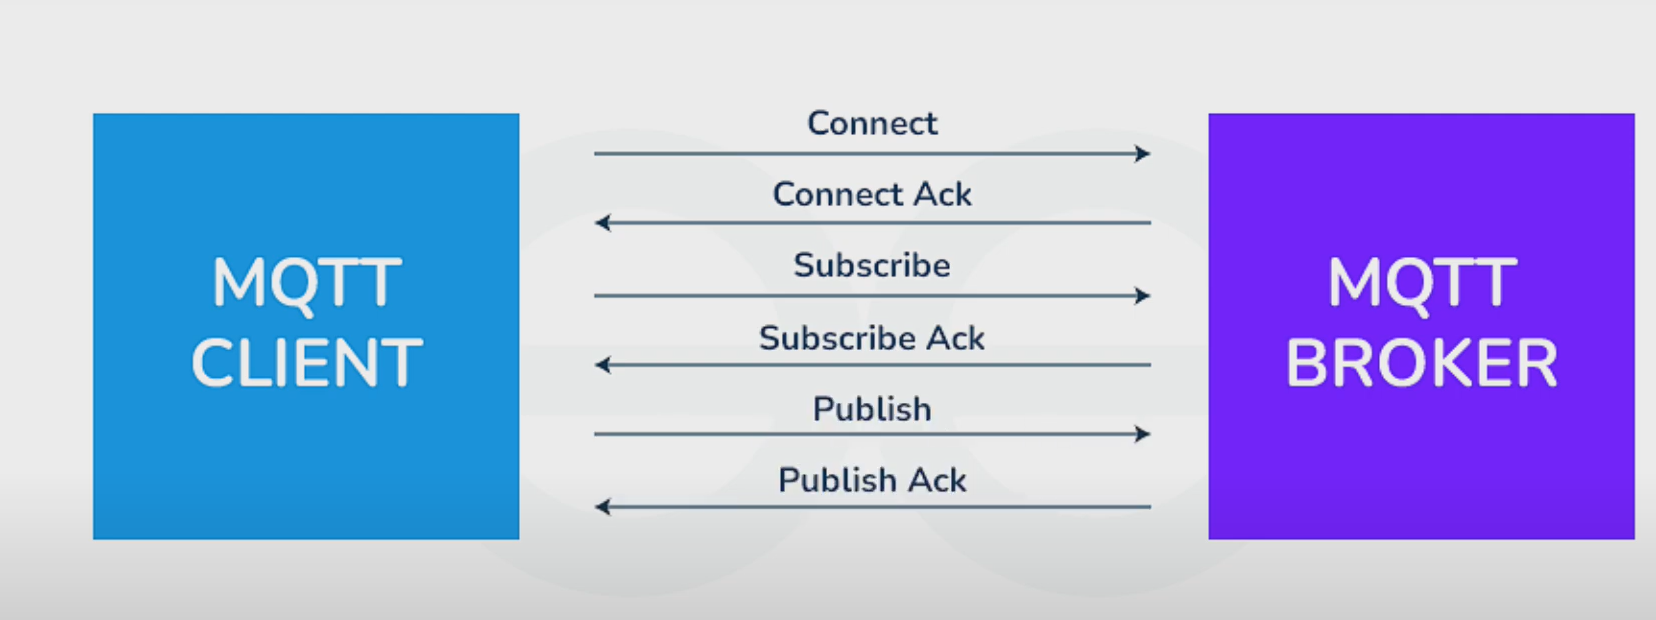 Connect
Connect Ack
Subscribe
Subscribe Ack
Publish
Publish Ack
MQTT
CLIENT
MQTT
BROKER